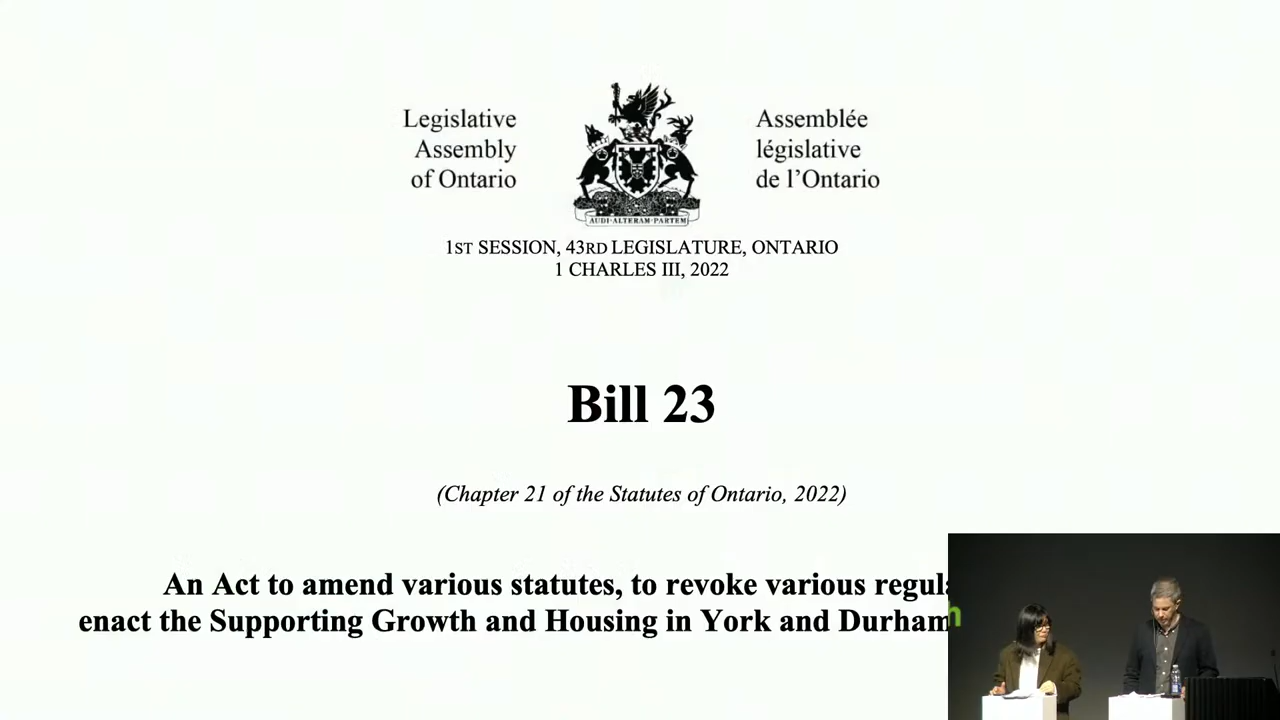 Legislative
Assembly
of Ontario
Assemblée
législative
de l'Ontario
AUDI·ALTERAM·PARTEM
1ST SESSION, 43RD LEGISLATURE, ONTARIO
1 CHARLES III, 2022
Bill 23
(Chapter 21 of the Statutes of Ontario, 2022)
An Act to amend various statutes, to revoke various
enact the Supporting Growth and Housing in York and Durham